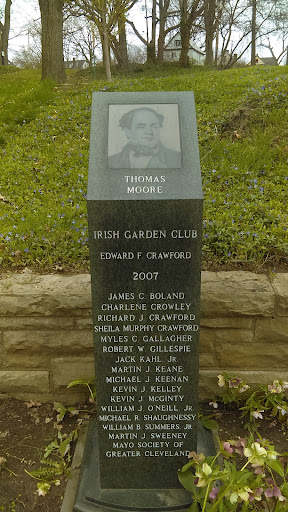 THOMAS
MOORE
IRISH GARDEN CLUB
EDWARD F. CRAWFORD
2007
JAMES C. BOLAND
CHARLENE CROWLEY
RICHARD J. CRAWFORD
SHEILA MURPHY CRAWFORD
MYLES C. GALLAGHER
ROBERT W. GILLESPIE
JACK KAHL JR.
MARTIN J. KEANE
MICHAEL J. KEENAN
KEVIN J. KELLEY
KEVIN J. McGINTY
WILLIAM J. O'NEILL JR.
MICHAEL R. SHAUGHNESSY
WILLIAM B. SUMMERS, JR.
MARTIN J. SWEENEY
MAYO SOCIETY OF
GREATER CLEVELAND